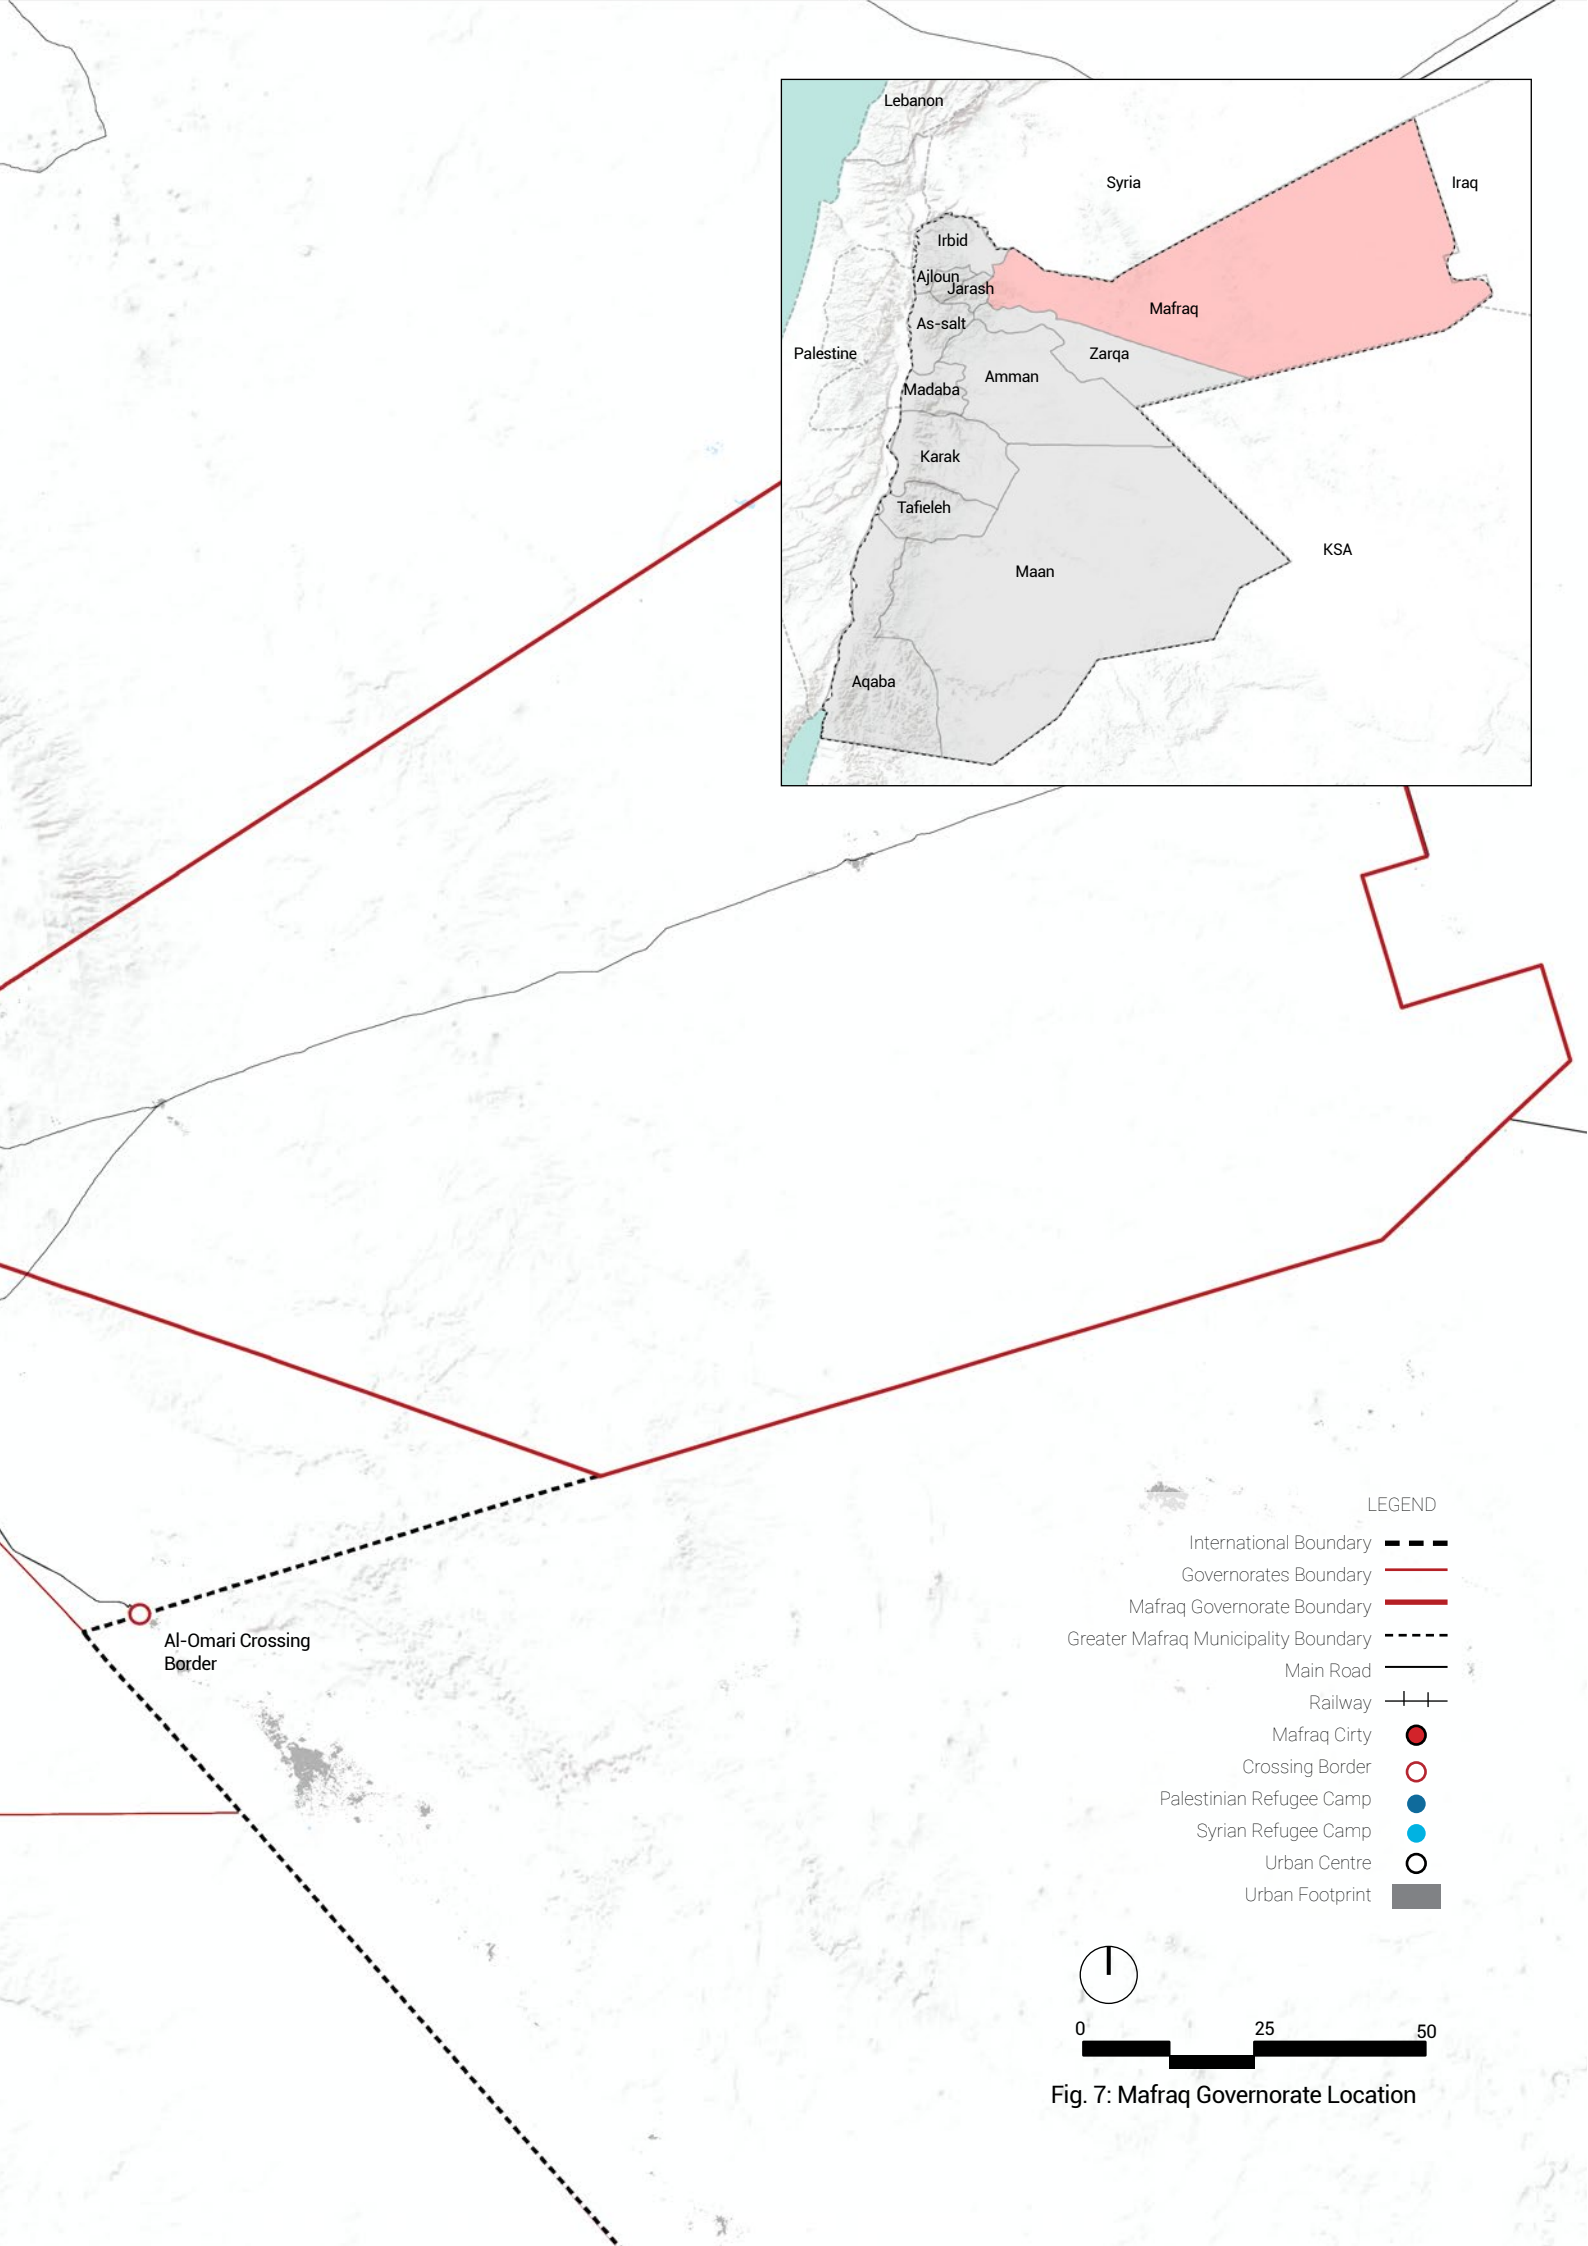 Lebanon
Syria
Iraq
Irbid
Ajloun
Jarash
Mafraq
As-salt
Palestine
Zarqa
Amman
Madaba
Karak
Tafieleh
KSA
Maan
Aqaba
LEGEND
International Boundary
Governorates Boundary
Mafraq Governorate Boundary
Greater Mafraq Municipality Boundary
Main Road
Railway
Mafraq Cirty
Crossing Border
Palestinian Refugee Camp
Syrian Refugee Camp
Urban Centre
Urban Footprint
Al-Omari Crossing
Border
0 25 50
Fig. 7: Mafraq Governorate Location